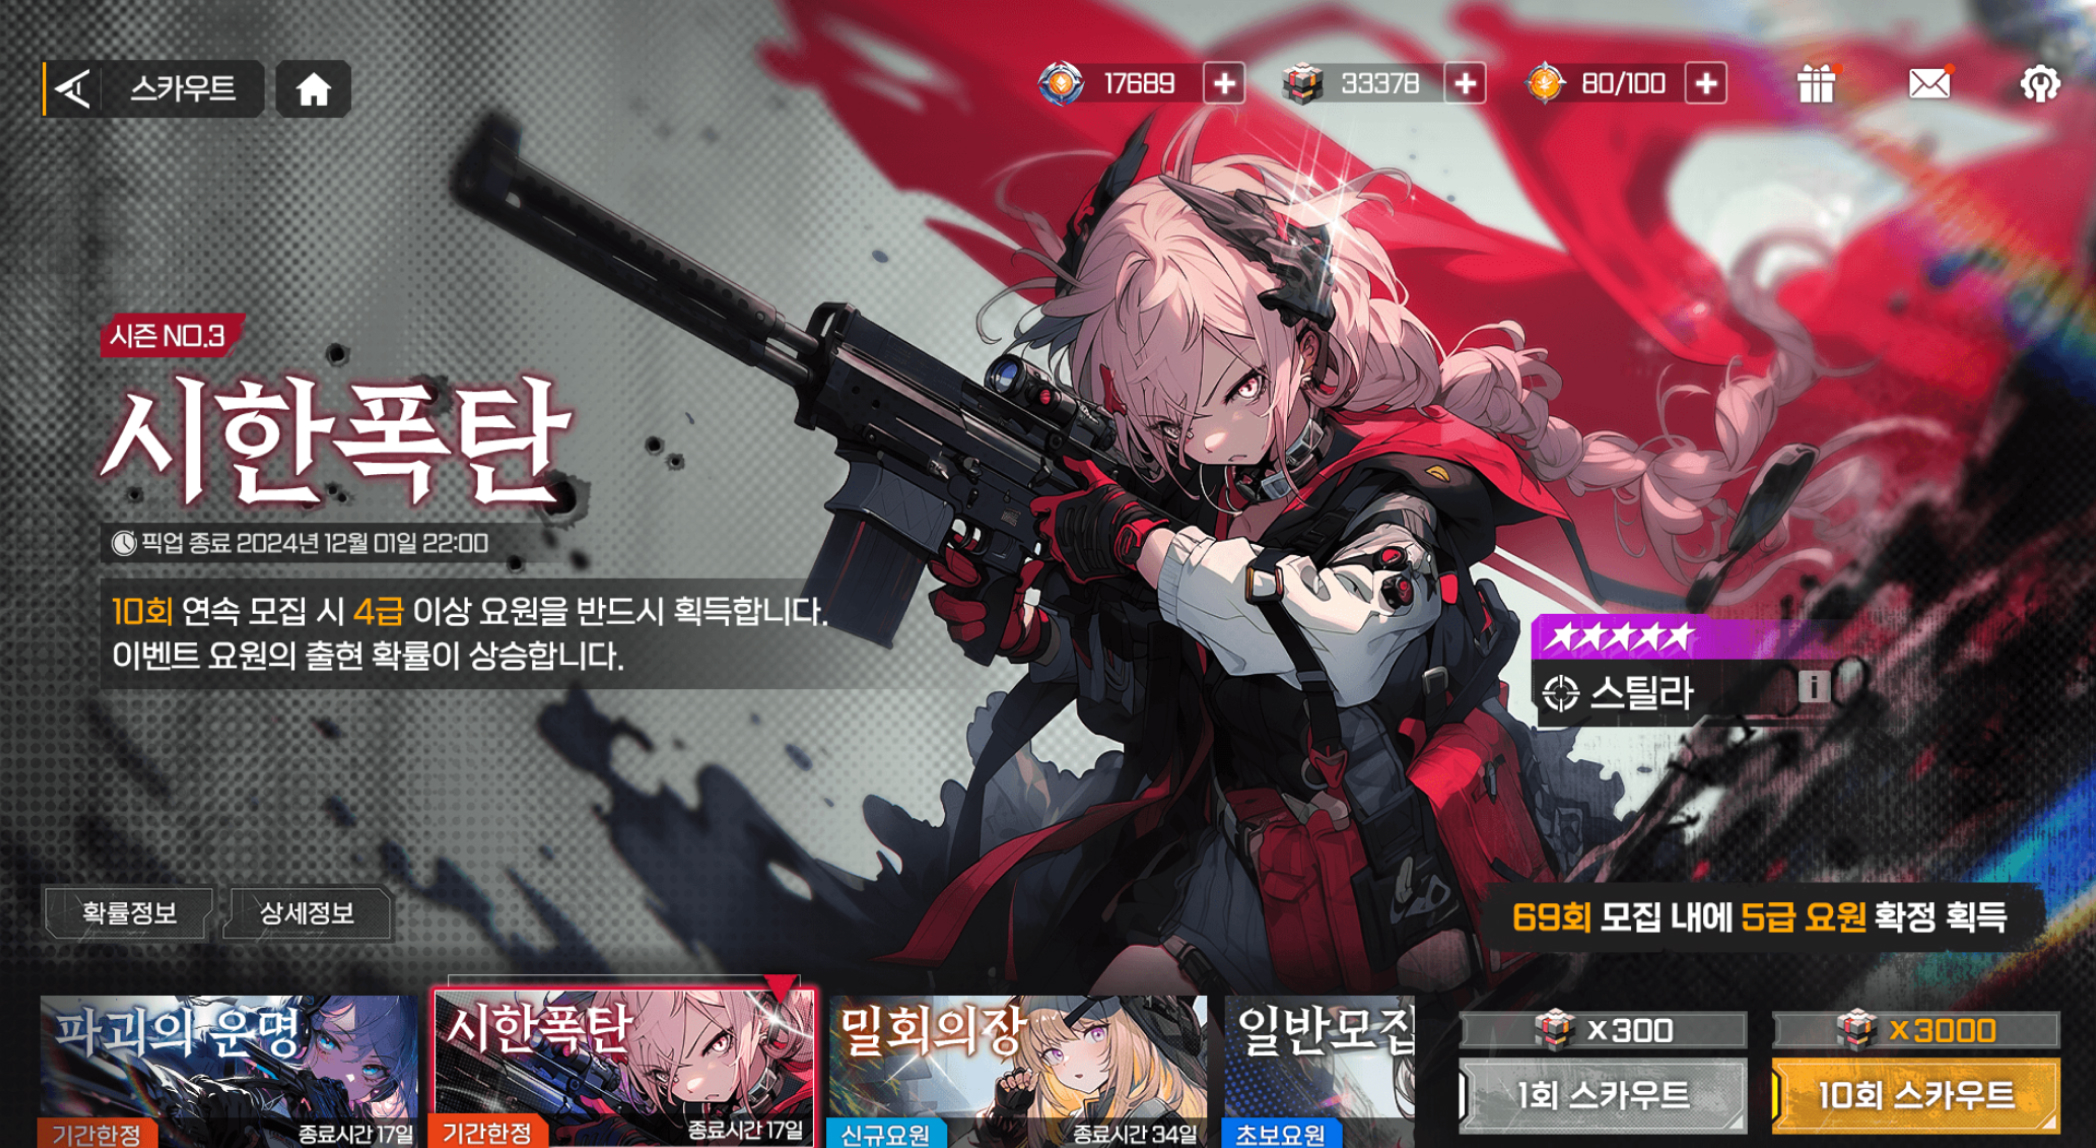 스카우트
17689
33378
80/100
시즌 NO.3
시한폭탄
픽업 종료 2024년 12월 01일 22:00
10회 연속 모집 시 4급 이상 요원을 반드시 획득합니다.
이벤트 요원의 출현 확률이 상승합니다.
★★★★★
스틸라
i
확률정보
상세정보
69회 모집 내에 5급 요원 확정 획득
파괴의 운명
기간한정
종료시간 17일
시한폭탄
기간한정
종료시간 17일
밀회의장
신규요원
종료시간 34일
일반모집
초보요원
x300
1회 스카우트
x3000
10회 스카우트